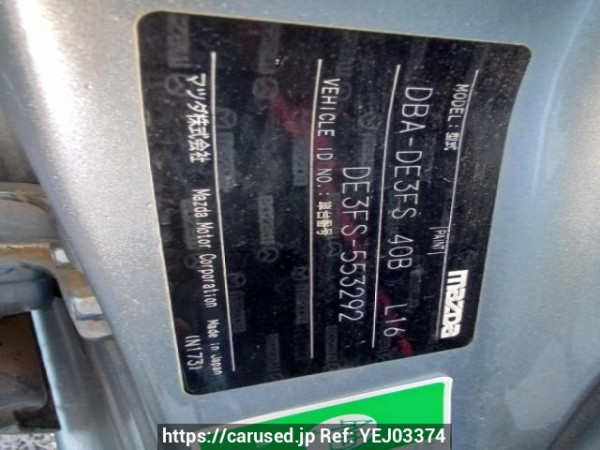 mazda
MODEL: 型式
[PAINT]
DBA-DE3FS 40B L16
VEHICLE ID NO.: 車台番号
DE3FS-553292
マツダ株式会社 Mazda Motor Corporation Made in Japan
(N173)
https://carused.jp Ref: YEJ03374